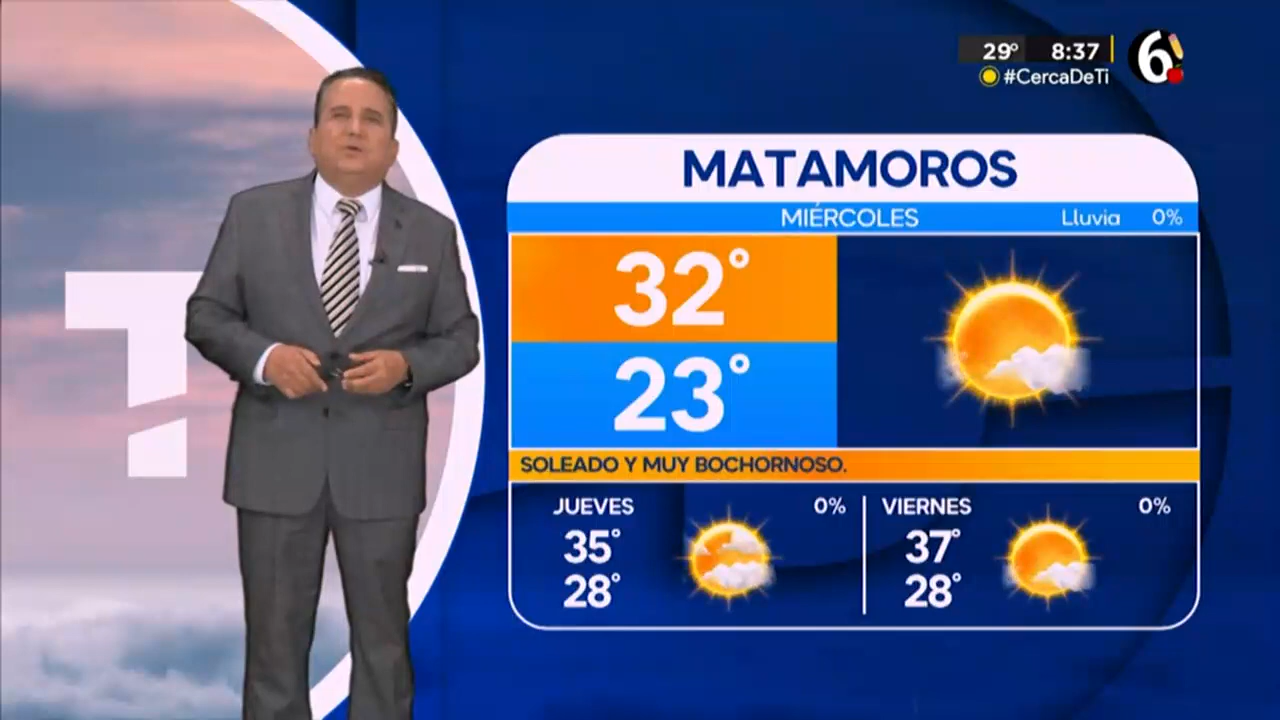 29° 8:37
#CercaDeTi
6
MATAMOROS
MIÉRCOLES Lluvia 0%
32°
23°
SOLEADO Y MUY BOCHORNOSO.
JUEVES 0%
35°
28°
VIERNES 0%
37°
28°